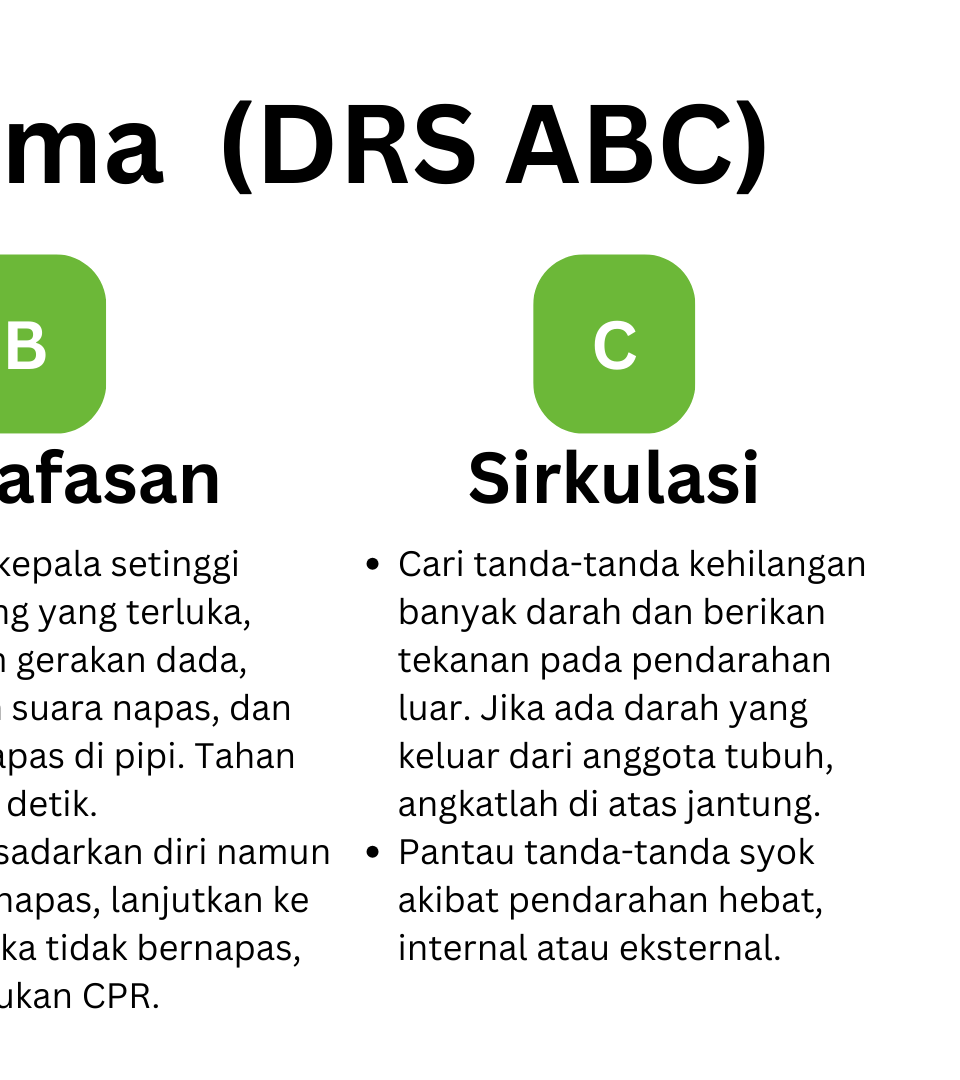 ma (DRS ABC)
B
afasan
kepala setinggi
ng yang terluka,
gerakan dada,
suara napas, dan
apas di pipi. Tahan
detik.
sadarkan diri namun
napas, lanjutkan ke
ka tidak bernapas,
ukan CPR.
C
Sirkulasi
• Cari tanda-tanda kehilangan
banyak darah dan berikan
tekanan pada pendarahan
luar. Jika ada darah yang
keluar dari anggota tubuh,
angkatlah di atas jantung.
• Pantau tanda-tanda syok
akibat pendarahan hebat,
internal atau eksternal.